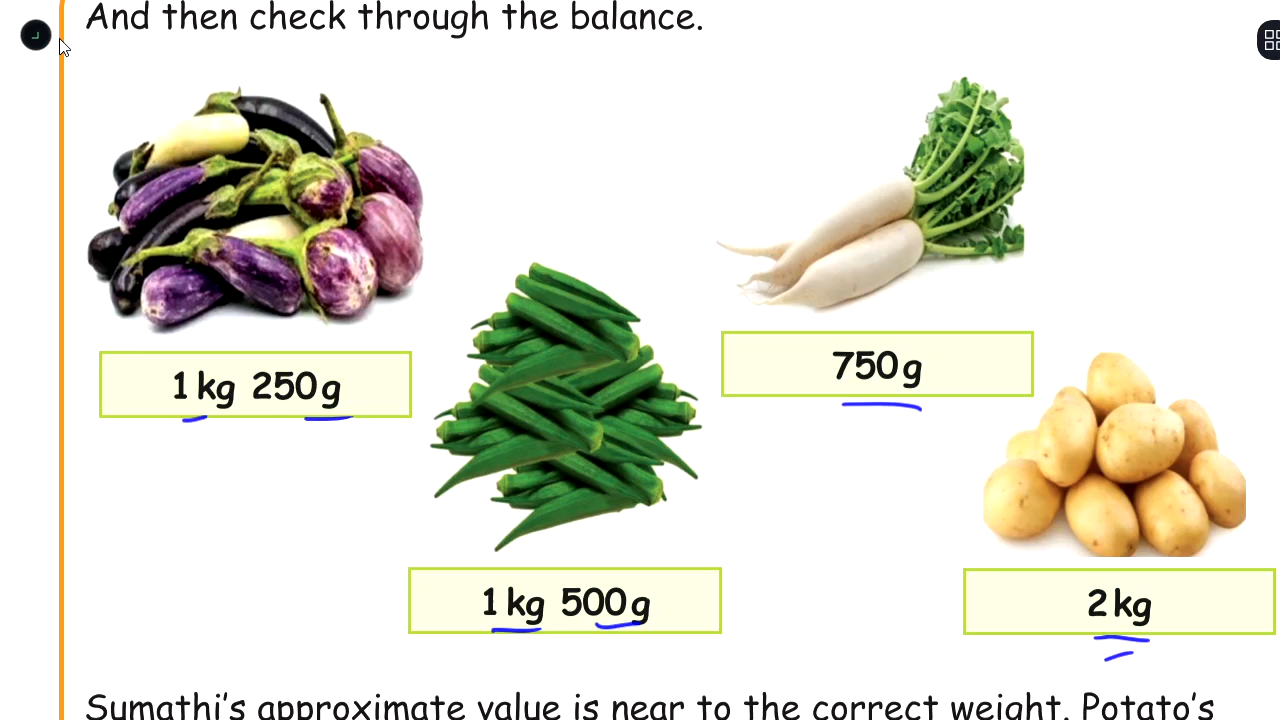 And then check through the balance.
1 kg 250 g
750 g
1 kg 500 g
2 kg
Sumathi's approximate value is near to the correct weight. Potato's